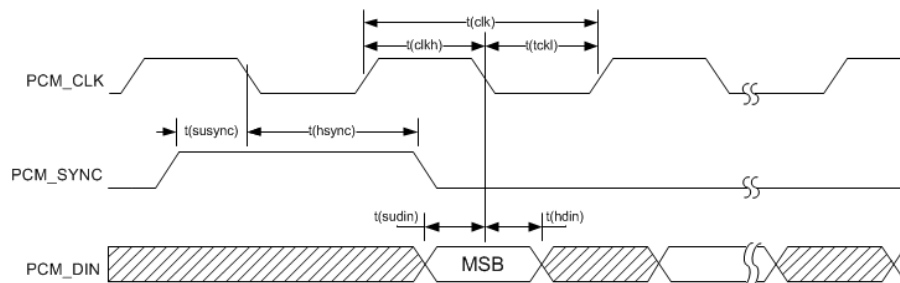 t(clk)
t(clkh) t(tckl)
PCM_CLK
t(susync) t(hsync)
PCM_SYNC
t(sudin) t(hdin)
PCM_DIN MSB